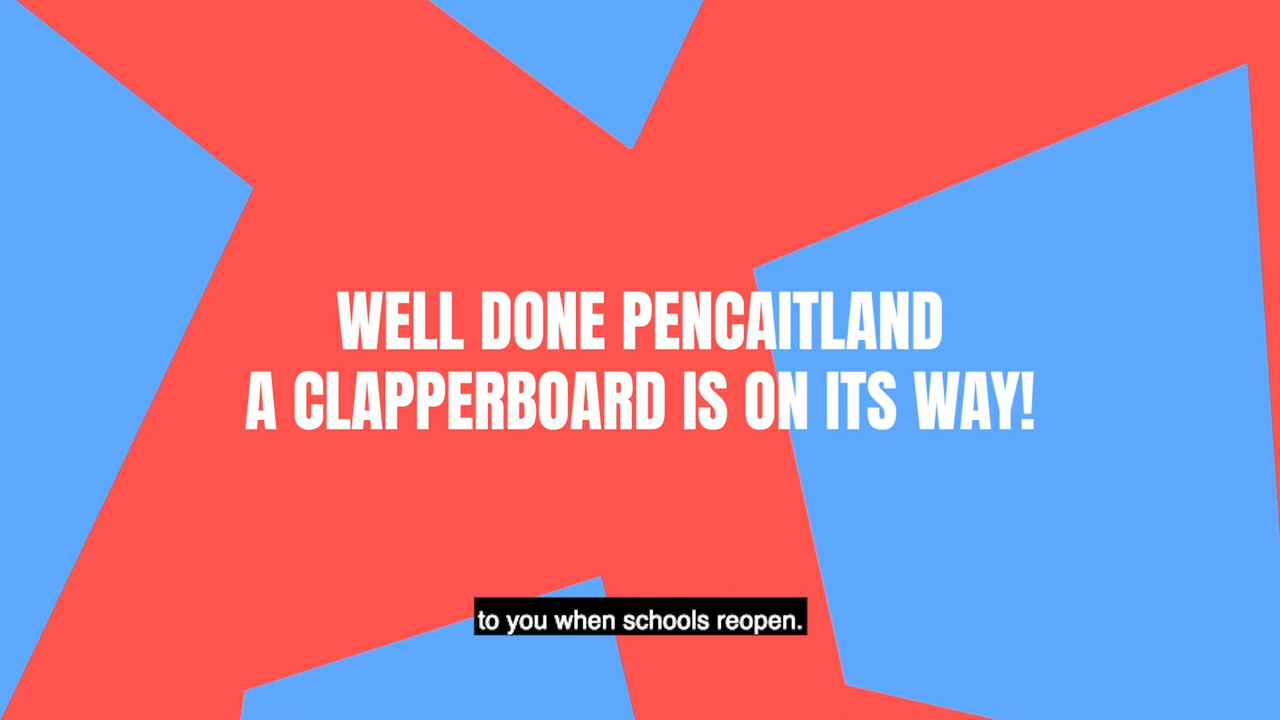 WELL DONE PENCAITLAND
A CLAPPERBOARD IS ON ITS WAY!
to you when schools reopen.